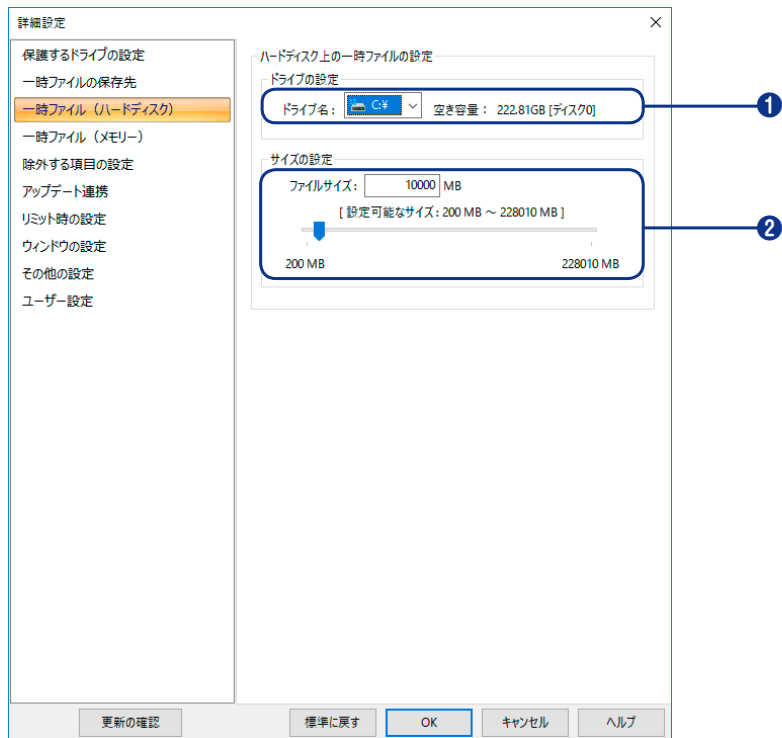 詳細設定
保護するドライブの設定
一時ファイルの保存先
一時ファイル（ハードディスク）
一時ファイル（メモリー）
除外する項目の設定
アップデート連携
リミット時の設定
ウィンドウの設定
その他の設定
ユーザー設定
ハードディスク上の一時ファイルの設定
ドライブの設定
ドライブ名： C:¥ 空き容量： 222.81GB [ディスク0]
1
サイズの設定
ファイルサイズ： 10000 MB
[ 設定可能なサイズ：200 MB ～ 228010 MB ]
2
200 MB 228010 MB
更新の確認 標準に戻す OK キャンセル ヘルプ